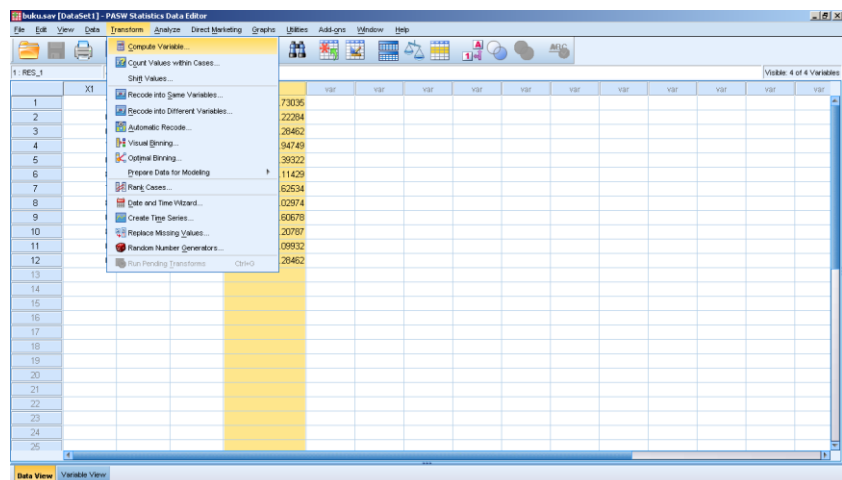 buku.sav [DataSet1] - PASW Statistics Data Editor
File Edit View Data Transform Analyze Direct Marketing Graphs Utilities Add-ons Window Help
1 : RES_1
Visible: 4 of 4 Variables
X1 var var var var var var var var var var var
Compute Variable...
Count Values within Cases...
Shift Values...
Recode into Same Variables...
Recode into Different Variables...
Automatic Recode...
Visual Binning...
Optimal Binning...
Prepare Data for Modeling
Rank Cases...
Date and Time Wizard...
Create Time Series...
Replace Missing Values...
Random Number Generators...
Run Pending Transforms Ctrl+G
1 .73035
2 .22284
3 .28462
4 .94749
5 .39322
6 .11429
7 .62534
8 .02974
9 .60678
10 .20787
11 .09932
12 .28462
13
14
15
16
17
18
19
20
21
22
23
24
25
Data View Variable View